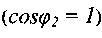 (cosφ₂ = 1)